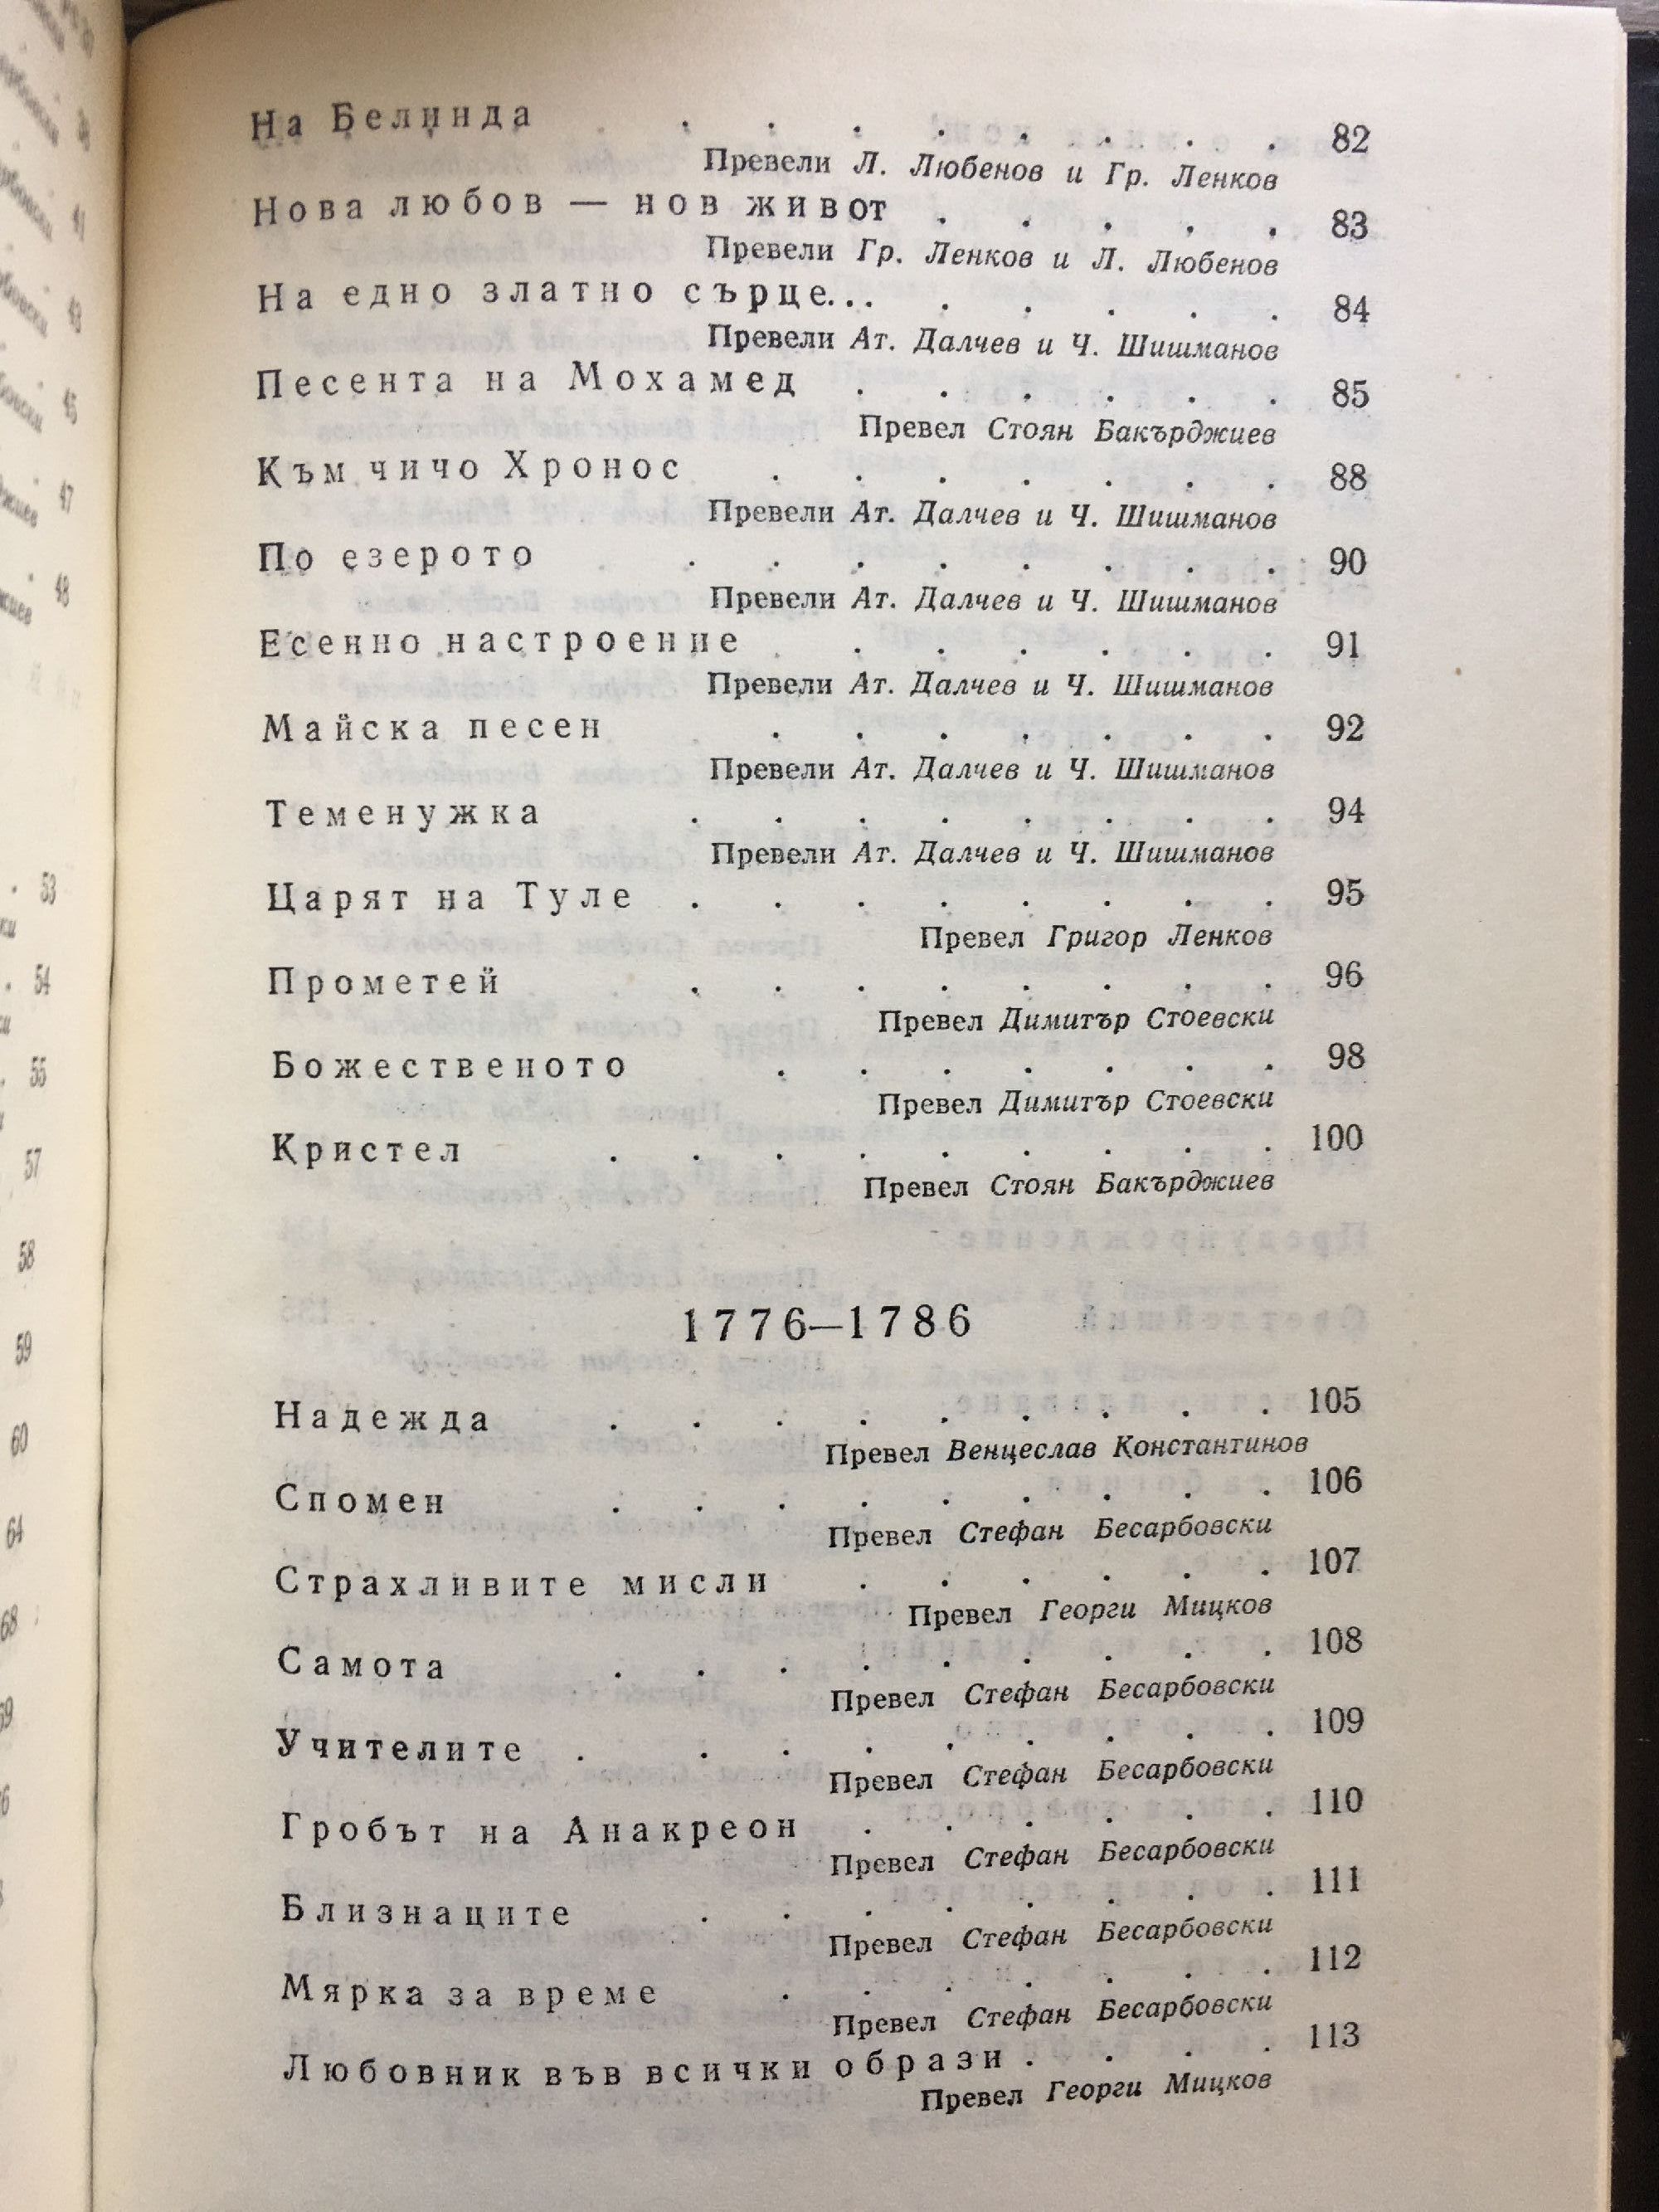 На Белинда . . . . . . . . 82
Превели Л. Любенов и Гр. Ленков
Нова любов — нов живот . . . . . 83
Превели Гр. Ленков и Л. Любенов
На едно златно сърце... . . . . . 84
Превели Ат. Далчев и Ч. Шишманов
Песента на Мохамед . . . . . . 85
Превел Стоян Бакърджиев
Към чичо Хронос . . . . . . . 88
Превели Ат. Далчев и Ч. Шишманов
По езерото . . . . . . . . 90
Превели Ат. Далчев и Ч. Шишманов
Есенно настроение . . . . . . 91
Превели Ат. Далчев и Ч. Шишманов
Майска песен . . . . . . . 92
Превели Ат. Далчев и Ч. Шишманов
Теменужка . . . . . . . . 94
Превели Ат. Далчев и Ч. Шишманов
Царят на Туле . . . . . . . . 95
Превел Григор Ленков
Прометей . . . . . . . . 96
Превел Димитър Стоевски
Божественото . . . . . . . 98
Превел Димитър Стоевски
Кристел . . . . . . . . . 100
Превел Стоян Бакърджиев
1776—1786
Надежда . . . . . . . . . 105
Превел Венцеслав Константинов
Спомен . . . . . . . . . 106
Превел Стефан Бесарбовски
Страхливите мисли . . . . . . 107
Превел Георги Мицков
Самота . . . . . . . . . 108
Превел Стефан Бесарбовски
Учителите . . . . . . . . . 109
Превел Стефан Бесарбовски
Гробът на Анакреон . . . . . . 110
Превел Стефан Бесарбовски
Близнаците . . . . . . . . 111
Превел Стефан Бесарбовски
Мярка за време . . . . . . . 112
Превел Стефан Бесарбовски
Любовник във всички образи . . . . 113
Превел Георги Мицков